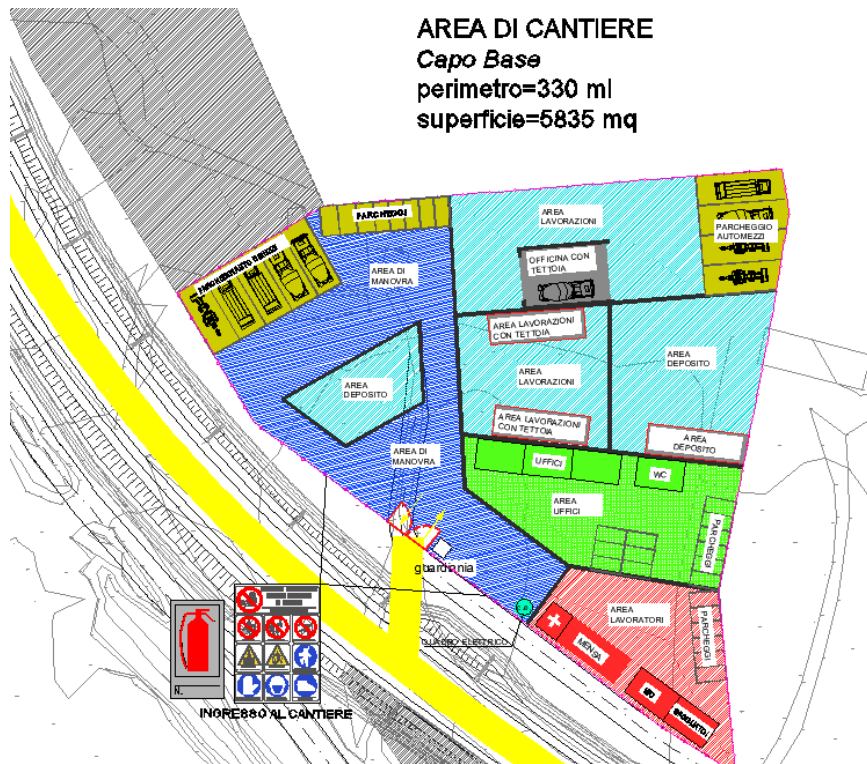 AREA DI CANTIERE
Capo Base
perimetro=330 ml
superficie=5835 mq
PARCHEGGI
AREA
LAVORAZIONI
PARCHEGGIO
AUTOMEZZI
OFFICINA CON
TETTOIA
AREA DI
MANOVRA
AREA LAVORAZIONI
CON TETTOIA
AREA
LAVORAZIONI
AREA
DEPOSITO
AREA
DEPOSITO
AREA LAVORAZIONI
CON TETTOIA
AREA
DEPOSITO
AREA DI
MANOVRA
UFFICI
WC
AREA
UFFICI
PARCHEGGI
guardiania
AREA
LAVORATORI
PARCHEGGI
MENSA
QUADRO ELETTRICO
N.
INGRESSO AL CANTIERE